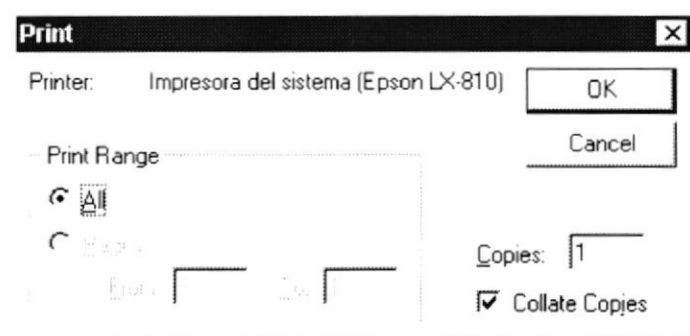 Print
Printer: Impresora del sistema (Epson LX-810)
OK
Cancel
Print Range
All
Copies: 1
Collate Copies